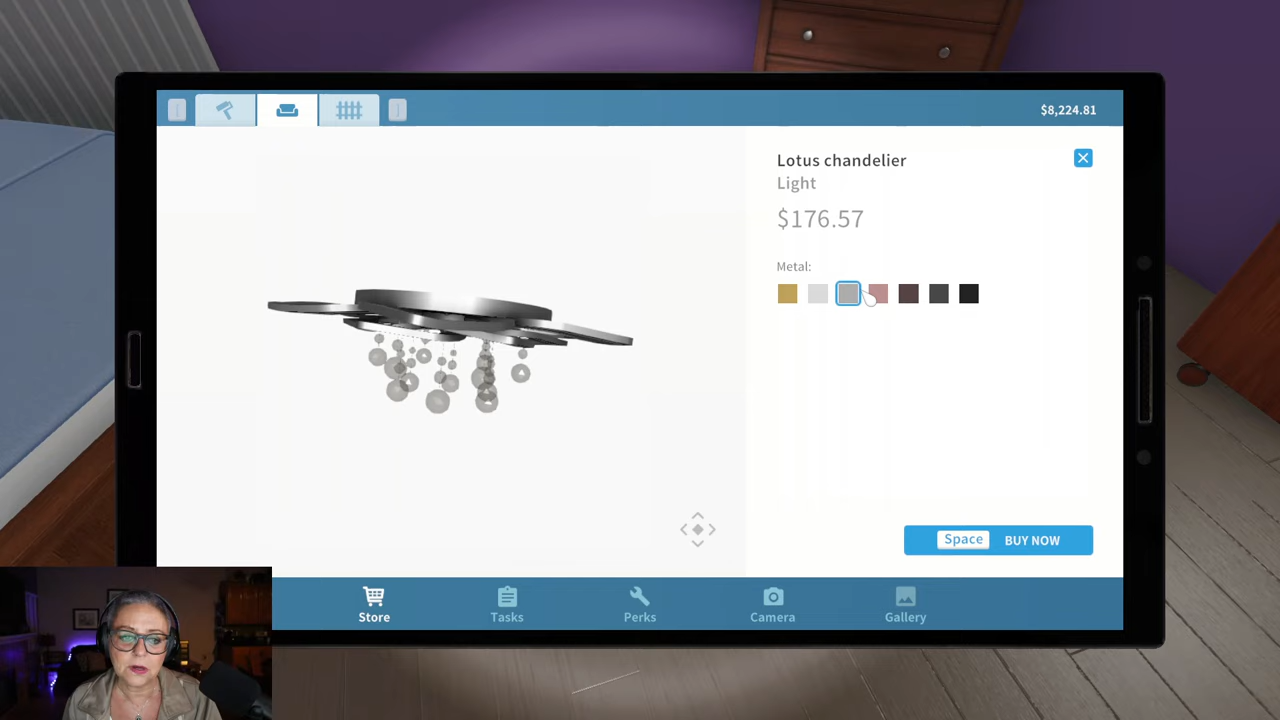 $8,224.81
Lotus chandelier
Light
$176.57
Metal:
Space BUY NOW
Store Tasks Perks Camera Gallery